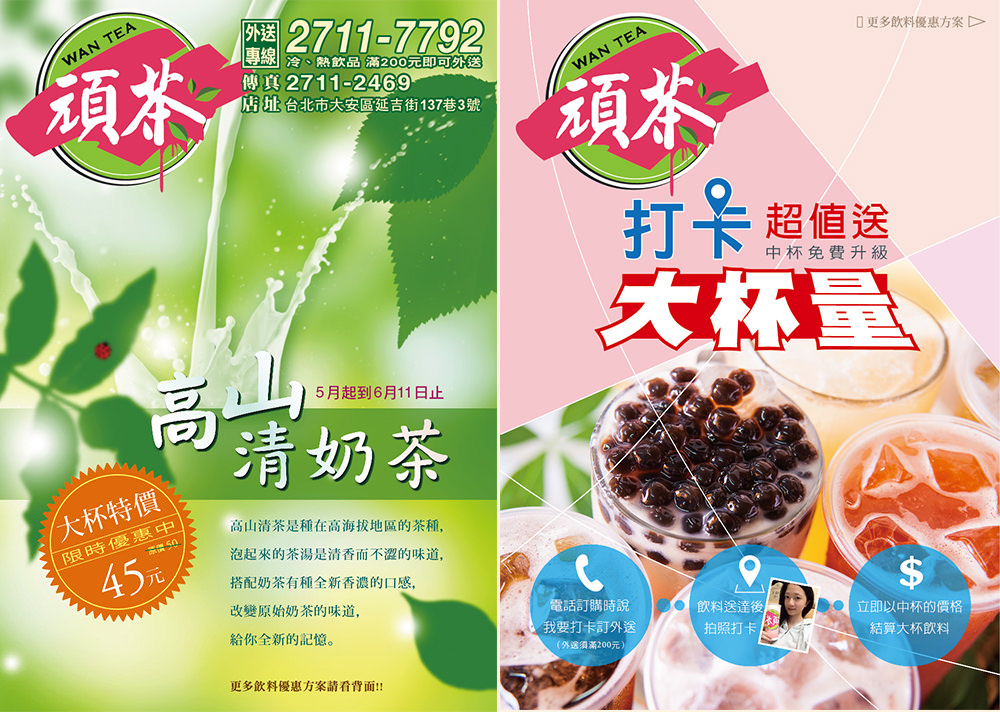 WAN TEA
頑茶
外送
專線
2711-7792
冷、熱飲品 滿200元即可外送
傳真 2711-2469
店址 台北市大安區延吉街137巷3號
5月起到6月11日止
高山
清奶茶
大杯特價
限時優惠中
45元
高山清茶是種在高海拔地區的茶種,
泡起來的茶湯是清香而不澀的味道,
搭配奶茶有種全新香濃的口感,
改變原始奶茶的味道,
給你全新的記憶。
更多飲料優惠方案請看背面!!
更多飲料優惠方案
WAN TEA
頑茶
打卡 超值送
中杯免費升級
大杯量
電話訂購時說
我要打卡訂外送
(外送須滿200元)
飲料送達後
拍照打卡
$
立即以中杯的價格
結算大杯飲料